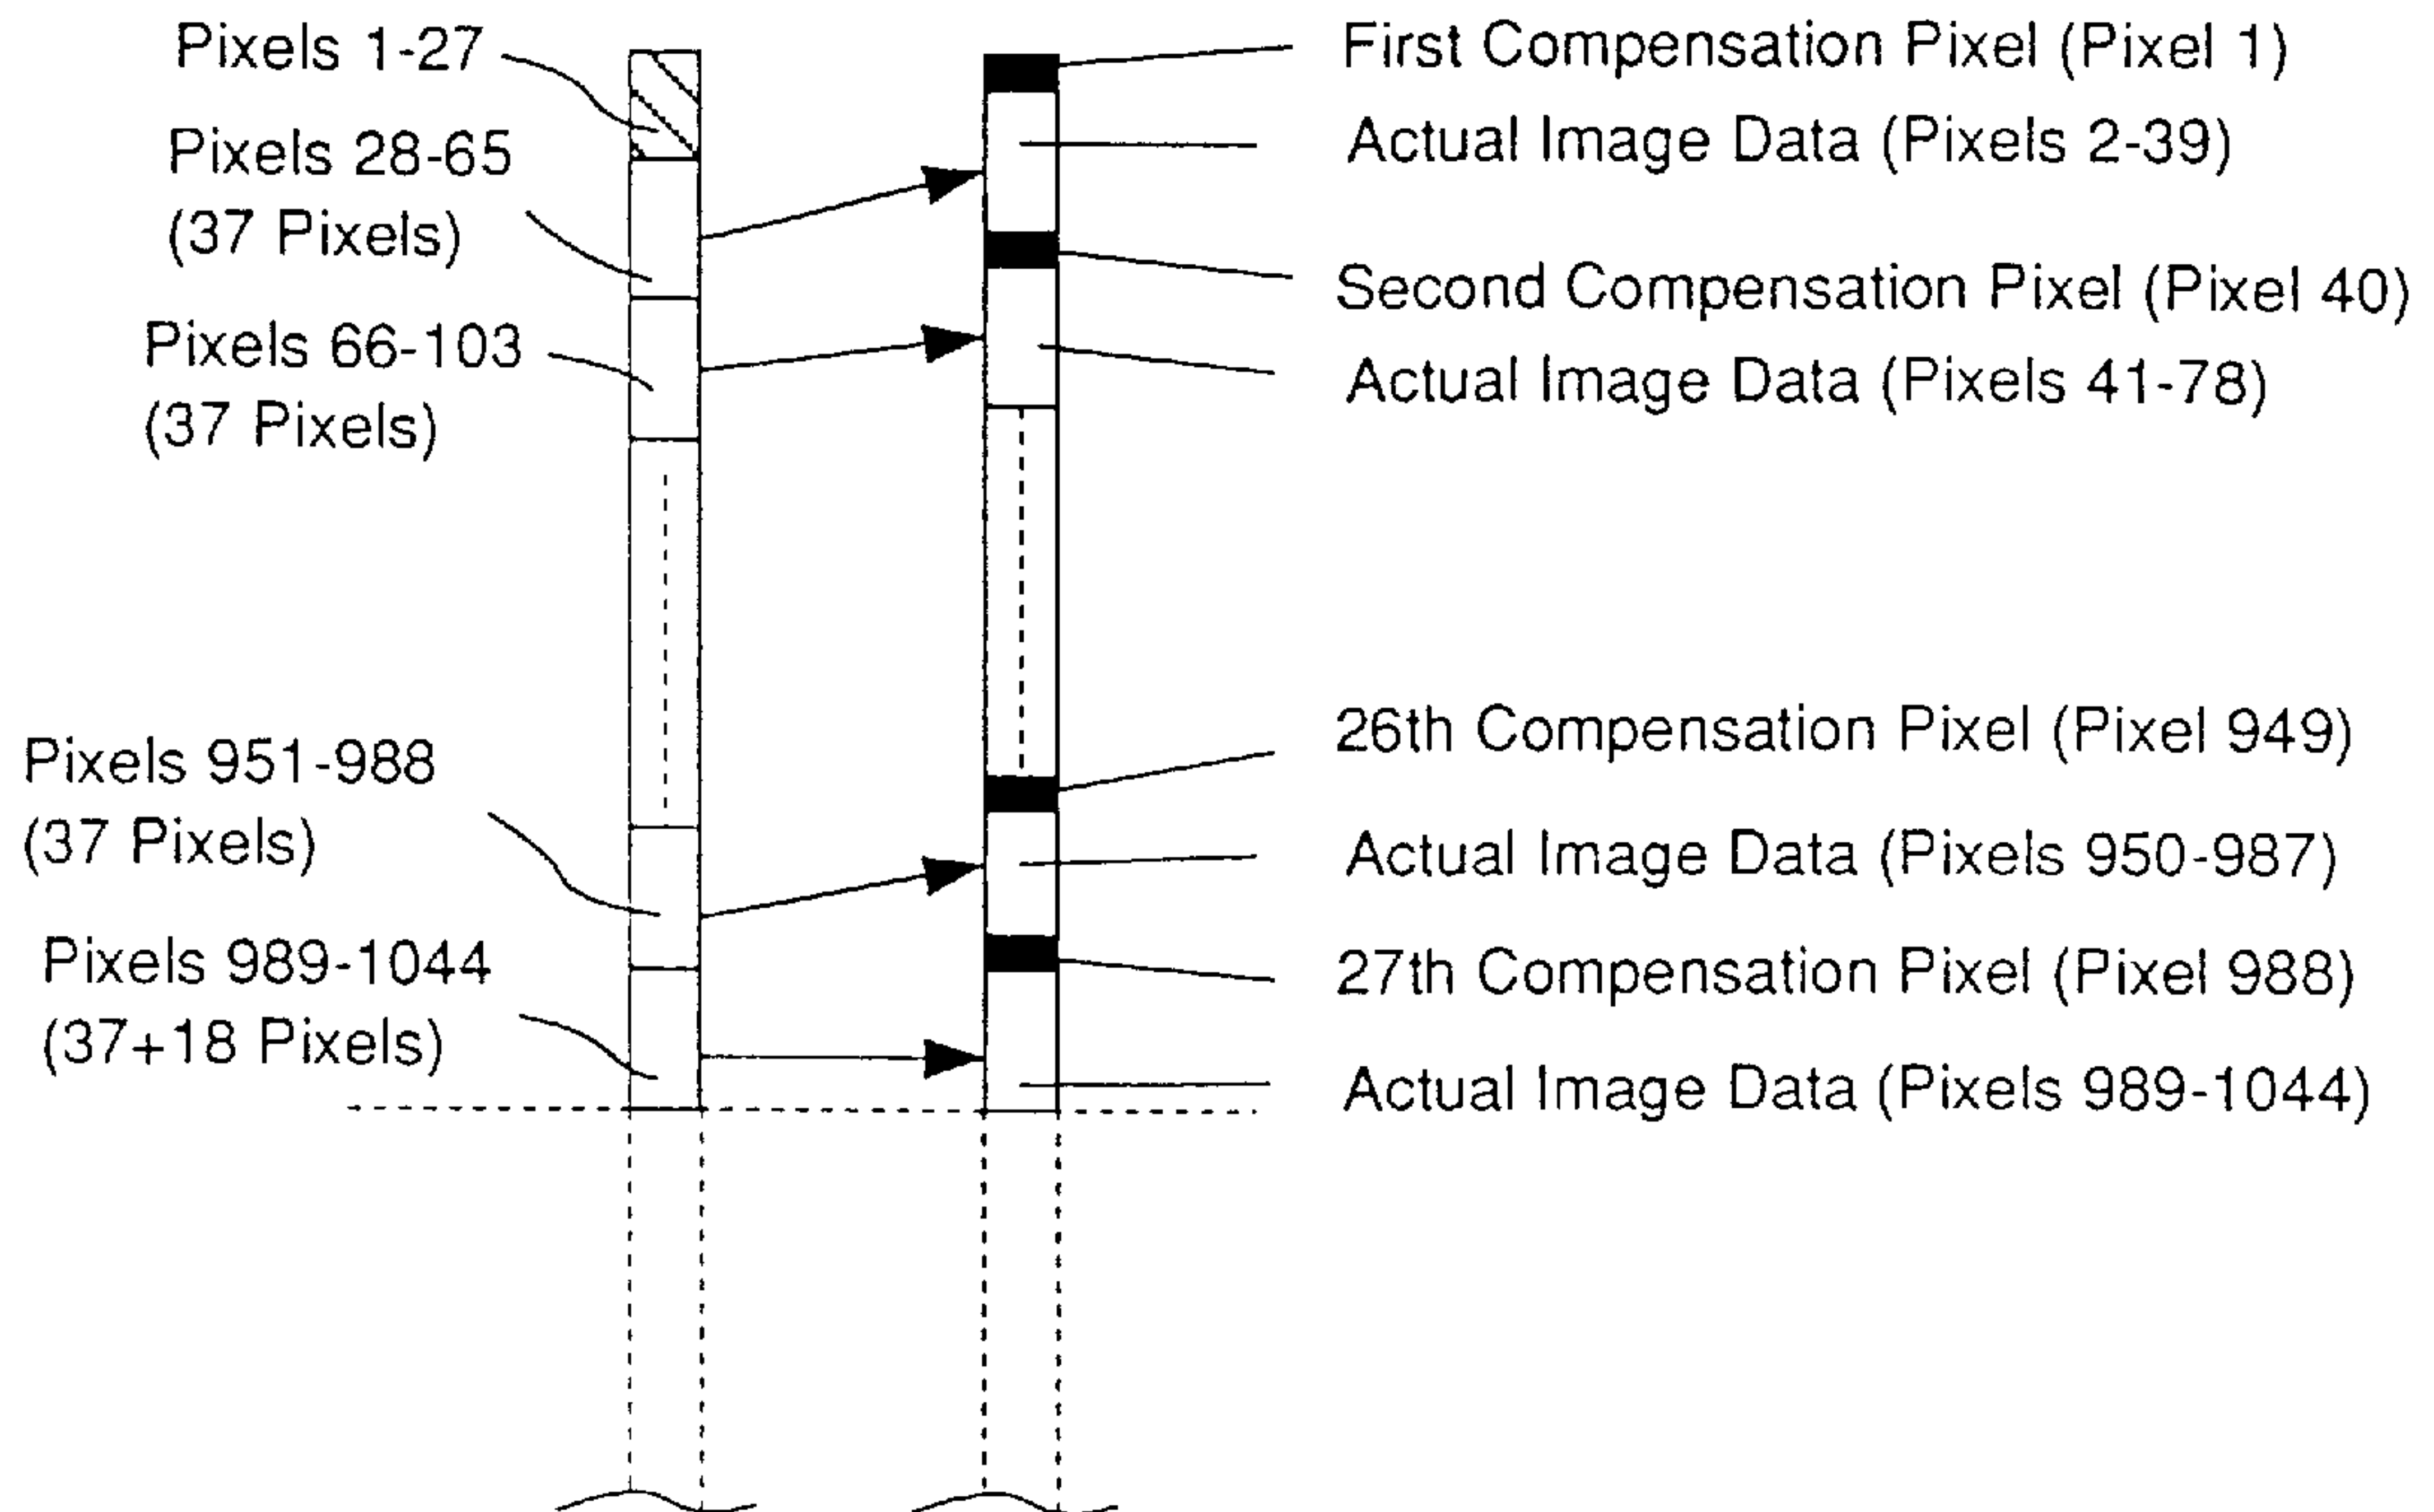 Pixels 1-27
Pixels 28-65
(37 Pixels)
Pixels 66-103
(37 Pixels)
Pixels 951-988
(37 Pixels)
Pixels 989-1044
(37+18 Pixels)
First Compensation Pixel (Pixel 1)
Actual Image Data (Pixels 2-39)
Second Compensation Pixel (Pixel 40)
Actual Image Data (Pixels 41-78)
26th Compensation Pixel (Pixel 949)
Actual Image Data (Pixels 950-987)
27th Compensation Pixel (Pixel 988)
Actual Image Data (Pixels 989-1044)